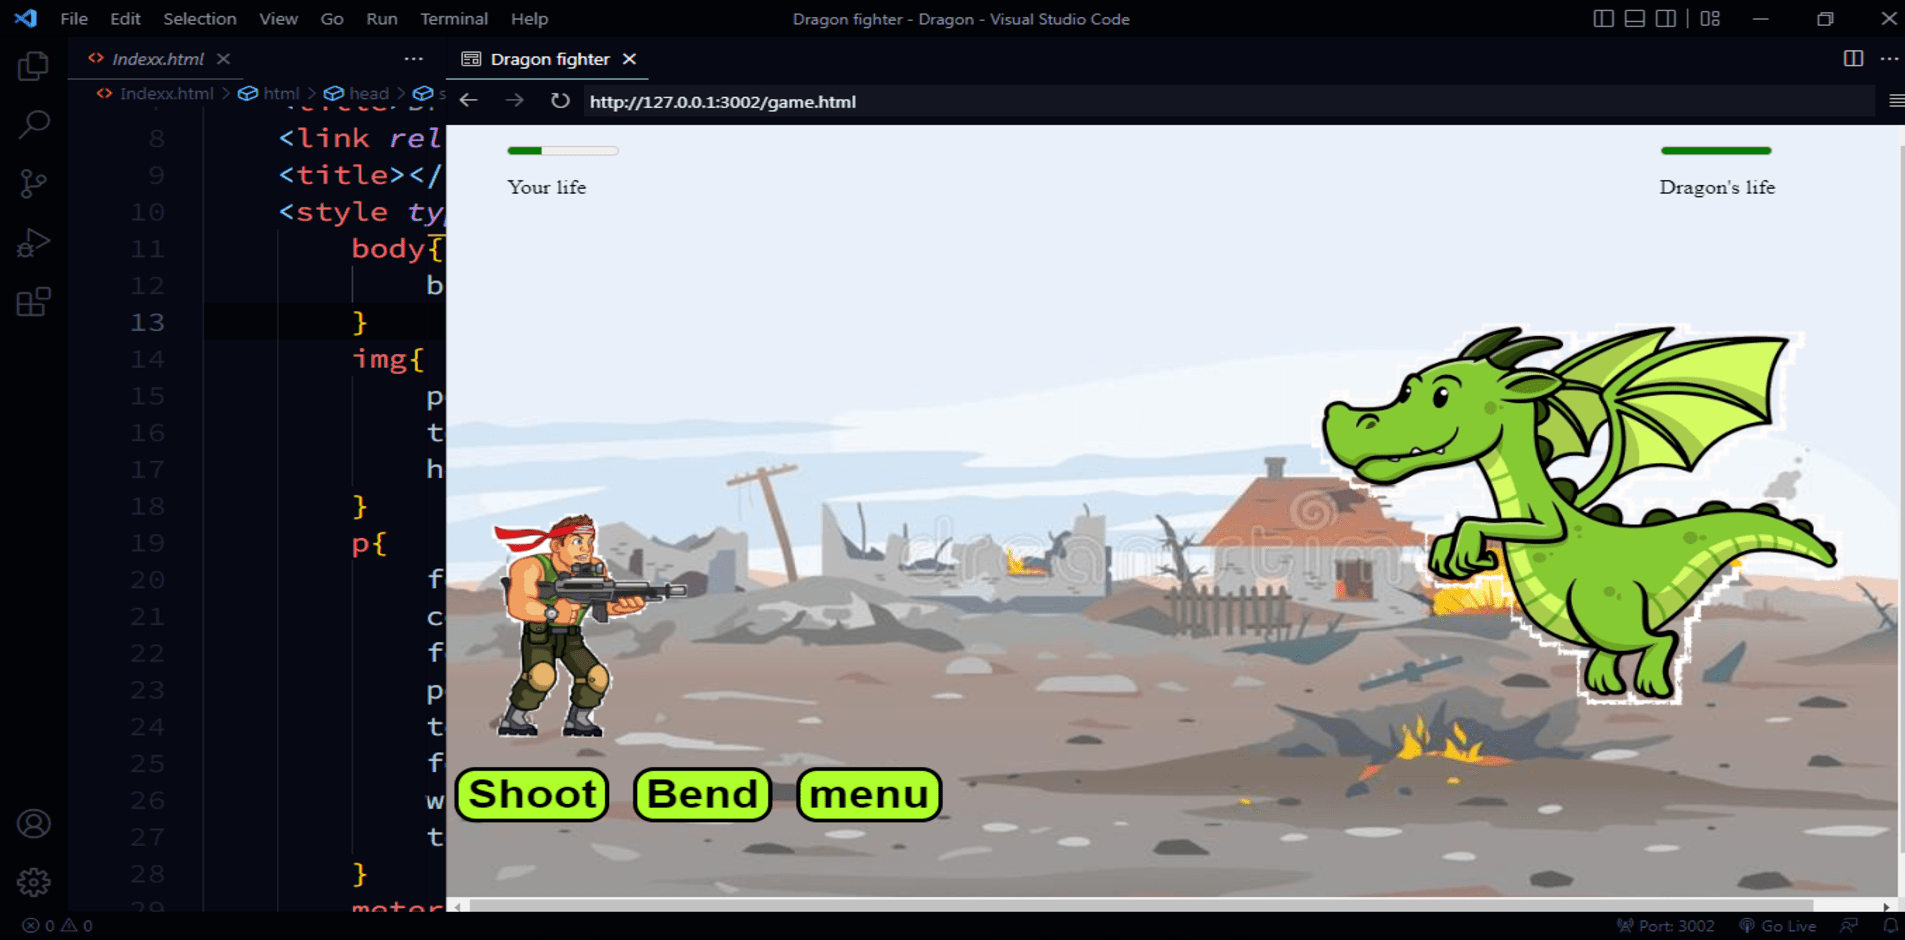 File Edit Selection View Go Run Terminal Help
Dragon fighter - Dragon - Visual Studio Code
Indexx.html
Dragon fighter
Indexx.html > html > head > s
http://127.0.0.1:3002/game.html
8 <link rel
9 <title></
10 <style ty
11 body{
12 b
13 }
14 img{
15 p
16 t
17 h
18 }
19 p{
20 f
21 c
22 f
23 p
24 t
25 f
26 w
27 t
28 }
29 meter
Your life
Dragon's life
dreamstime
Shoot Bend menu
0 0
Port: 3002
Go Live